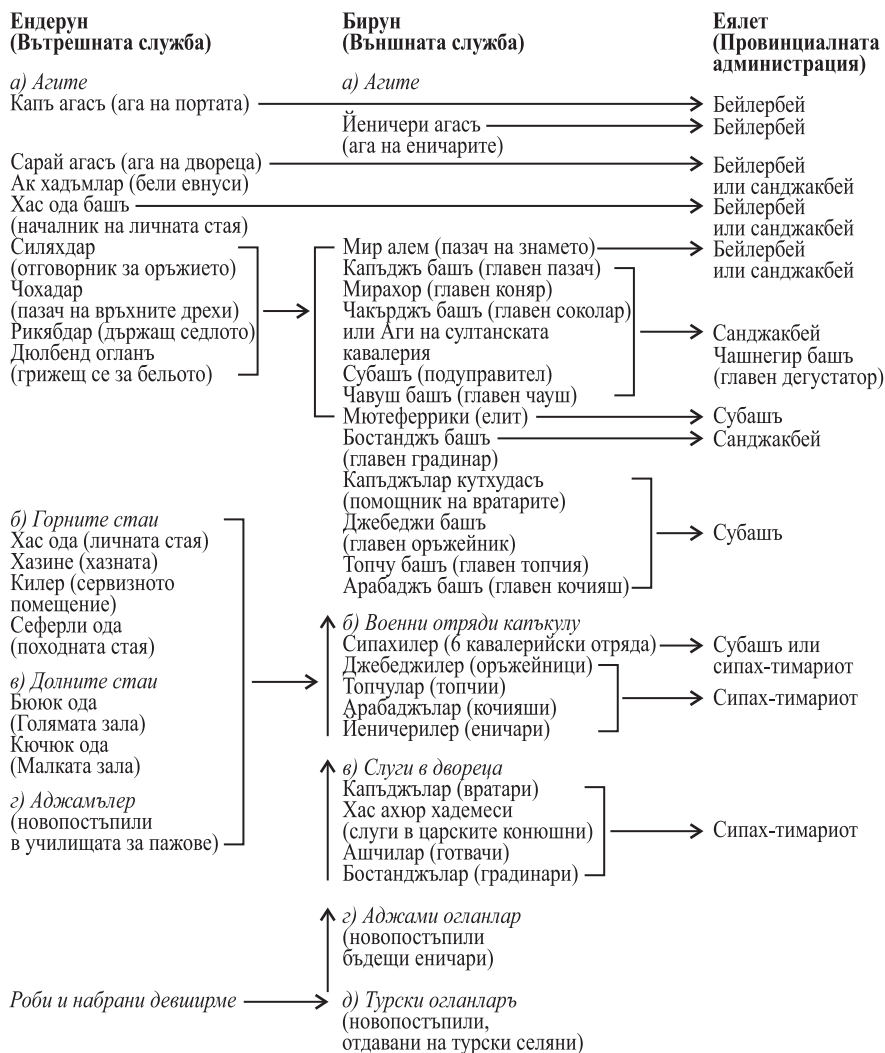 Ендерун
(Вътрешната служба)
а) Агите
Капъ агасъ (ага на портата)
Сарай агасъ (ага на двореца)
Ак хадъмлар (бели евнуси)
Хас ода башъ
(началник на личната стая)
Силяхдар
(отговорник за оръжието)
Чохадар
(пазач на връхните дрехи)
Рикябдар (държащ седлото)
Дюлбенд огланъ
(грижещ се за бельото)
б) Горните стаи
Хас ода (личната стая)
Хазине (хазната)
Килер (сервизното
помещение)
Сеферли ода
(походната стая)
в) Долните стаи
Бююк ода
(Голямата зала)
Кючюк ода
(Малката зала)
г) Аджамълер
(новопостъпили
в училищата за пажове)
Роби и набрани девширме
Бирун
(Външната служба)
а) Агите
Йеничери агасъ
(ага на еничарите)
Мир алем (пазач на знамето)
Капъджъ башъ (главен пазач)
Мирахор (главен коняр)
Чакърджъ башъ (главен соколар)
или Аги на султанската
кавалерия
Субашъ (подуправител)
Чавуш башъ (главен чауш)
Мютеферрики (елит)
Бостанджъ башъ
(главен градинар)
Капъджълар кутхудасъ
(помощник на вратарите)
Джебеджи башъ
(главен оръжейник)
Топчу башъ (главен топчия)
Арабаджъ башъ (главен кочияш)
б) Военни отряди капъкулу
Сипахилер (6 кавалерийски отряда)
Джебеджилер (оръжейници)
Топчулар (топчии)
Арабаджълар (кочияши)
Йеничерилер (еничари)
в) Слуги в двореца
Капъджълар (вратари)
Хас ахюр хадемеси
(слуги в царските конюшни)
Ашчилар (готвачи)
Бостанджълар (градинари)
г) Аджами огланлар
(новопостъпили
бъдещи еничари)
д) Турски огланларъ
(новопостъпили,
отдавани на турски селяни)
Еялет
(Провинциалната
администрация)
Бейлербей
Бейлербей
Бейлербей
или санджакбей
Бейлербей
или санджакбей
Бейлербей
или санджакбей
Санджакбей
Чашнегир башъ
(главен дегустатор)
Субашъ
Санджакбей
Субашъ
Субашъ или
сипах-тимариот
Сипах-тимариот
Сипах-тимариот